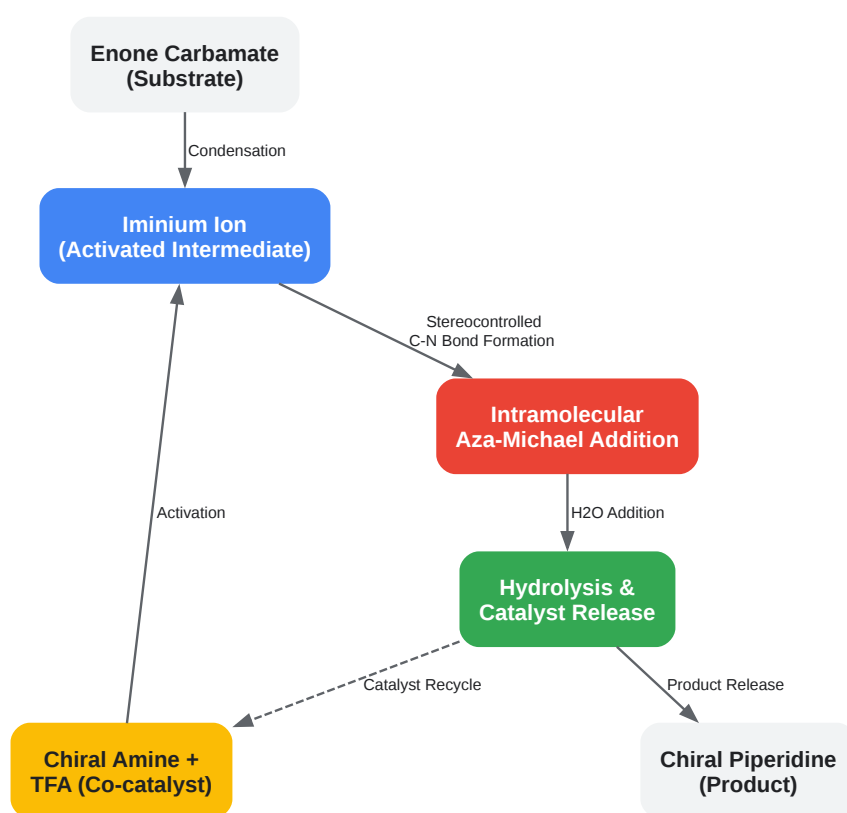 Enone Carbamate
(Substrate)
Condensation
Iminium Ion
(Activated Intermediate)
Stereocontrolled
C-N Bond Formation
Intramolecular
Aza-Michael Addition
Activation
H2O Addition
Hydrolysis &
Catalyst Release
Catalyst Recycle
Product Release
Chiral Amine +
TFA (Co-catalyst)
Chiral Piperidine
(Product)